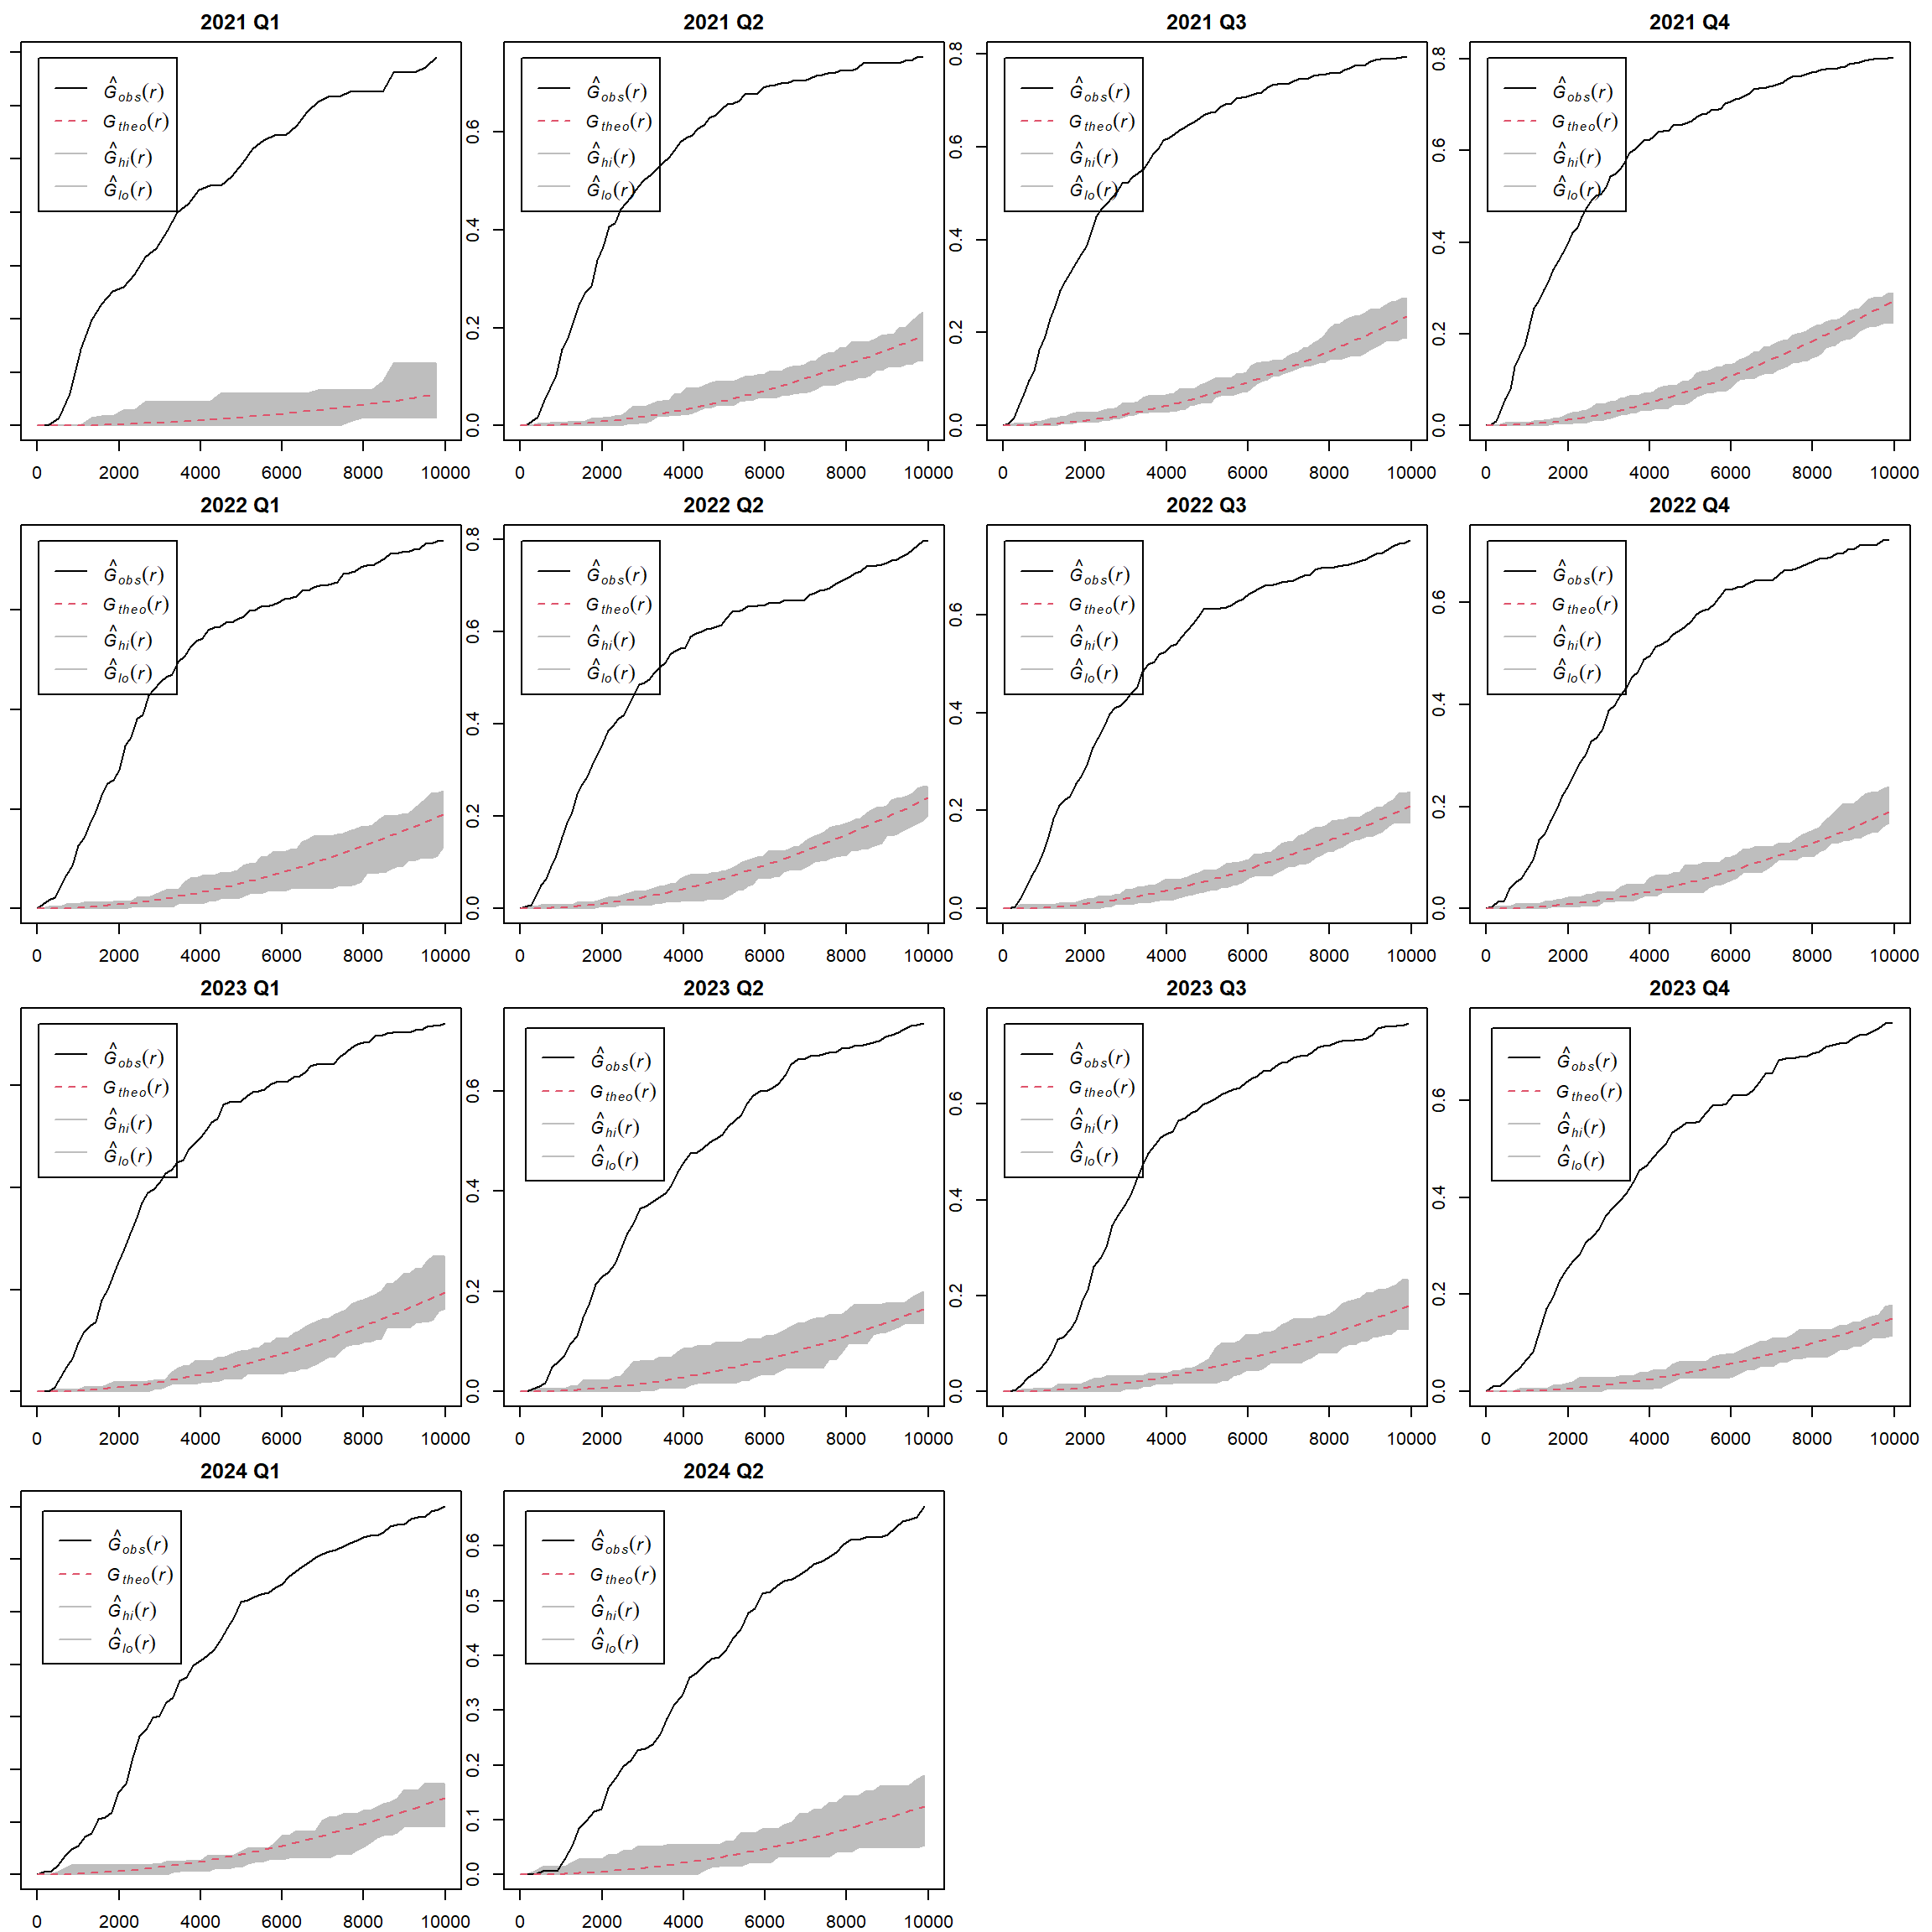 2021 Q1 2021 Q2 2021 Q3 2021 Q4
Ĝobs(r) Ĝobs(r) Ĝobs(r) Ĝobs(r)
Gtheo(r) Gtheo(r) Gtheo(r) Gtheo(r)
Ĝhi(r) Ĝhi(r) Ĝhi(r) Ĝhi(r)
Ĝlo(r) Ĝlo(r) Ĝlo(r) Ĝlo(r)
0.0 0.2 0.4 0.6
0.0 0.2 0.4 0.6 0.8
0.0 0.2 0.4 0.6 0.8
0 2000 4000 6000 8000 10000 0 2000 4000 6000 8000 10000 0 2000 4000 6000 8000 10000 0 2000 4000 6000 8000 10000
2022 Q1 2022 Q2 2022 Q3 2022 Q4
Ĝobs(r) Ĝobs(r) Ĝobs(r) Ĝobs(r)
Gtheo(r) Gtheo(r) Gtheo(r) Gtheo(r)
Ĝhi(r) Ĝhi(r) Ĝhi(r) Ĝhi(r)
Ĝlo(r) Ĝlo(r) Ĝlo(r) Ĝlo(r)
0.0 0.2 0.4 0.6 0.8
0.0 0.2 0.4 0.6
0.0 0.2 0.4 0.6
0 2000 4000 6000 8000 10000 0 2000 4000 6000 8000 10000 0 2000 4000 6000 8000 10000 0 2000 4000 6000 8000 10000
2023 Q1 2023 Q2 2023 Q3 2023 Q4
Ĝobs(r) Ĝobs(r) Ĝobs(r) Ĝobs(r)
Gtheo(r) Gtheo(r) Gtheo(r) Gtheo(r)
Ĝhi(r) Ĝhi(r) Ĝhi(r) Ĝhi(r)
Ĝlo(r) Ĝlo(r) Ĝlo(r) Ĝlo(r)
0.0 0.2 0.4 0.6
0.0 0.2 0.4 0.6
0.0 0.2 0.4 0.6
0 2000 4000 6000 8000 10000 0 2000 4000 6000 8000 10000 0 2000 4000 6000 8000 10000 0 2000 4000 6000 8000 10000
2024 Q1 2024 Q2
Ĝobs(r) Ĝobs(r)
Gtheo(r) Gtheo(r)
Ĝhi(r) Ĝhi(r)
Ĝlo(r) Ĝlo(r)
0.0 0.1 0.2 0.3 0.4 0.5 0.6
0 2000 4000 6000 8000 10000 0 2000 4000 6000 8000 10000